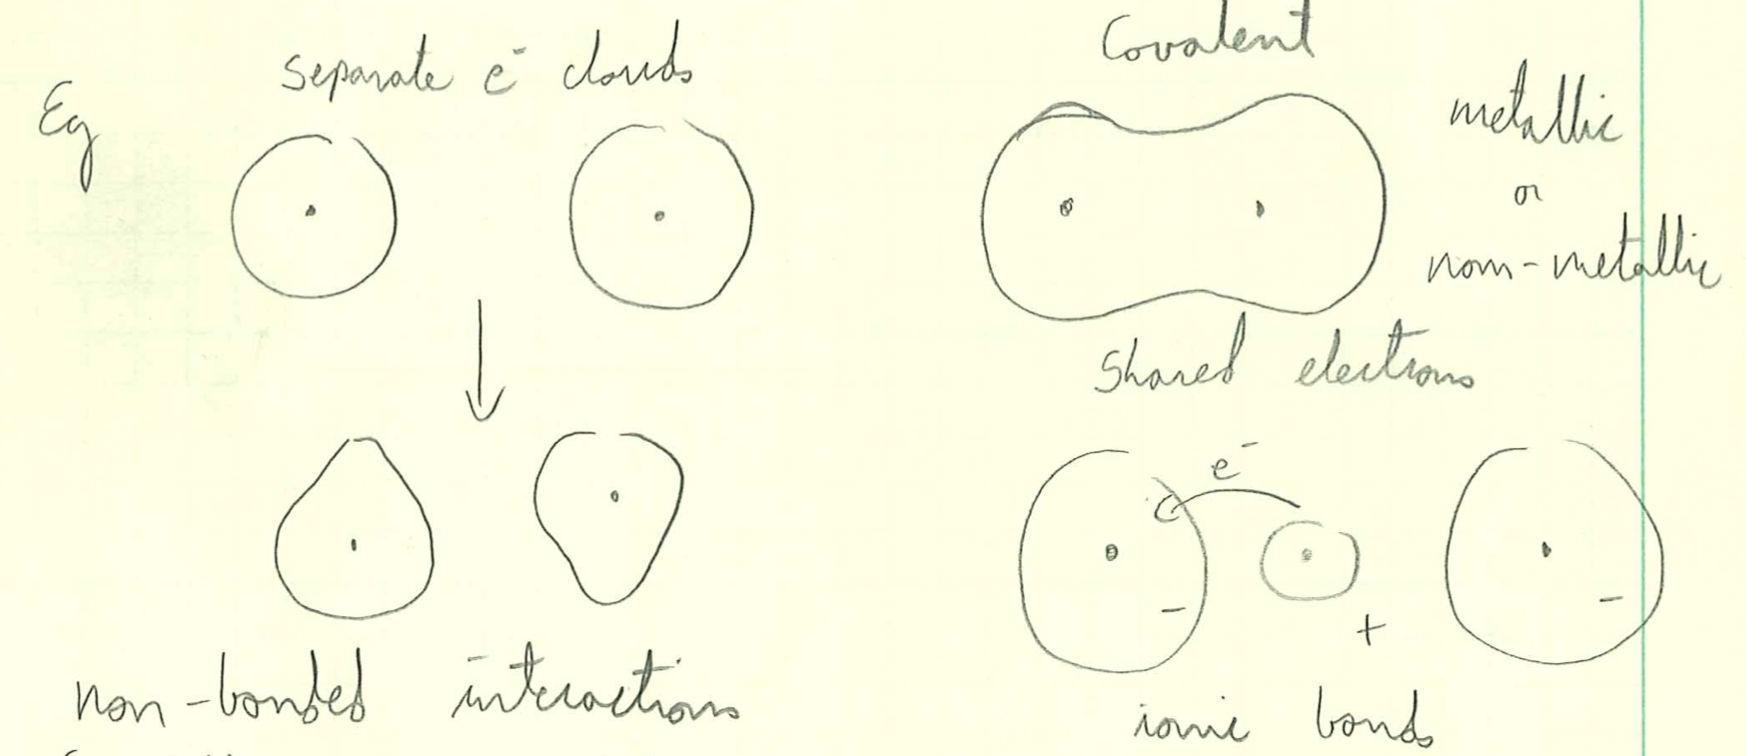 Eg
separate e⁻ clouds
non-bonded interactions
Covalent
metallic
or
non-metallic
Shared electrons
e⁻
-
+
-
ionic bonds